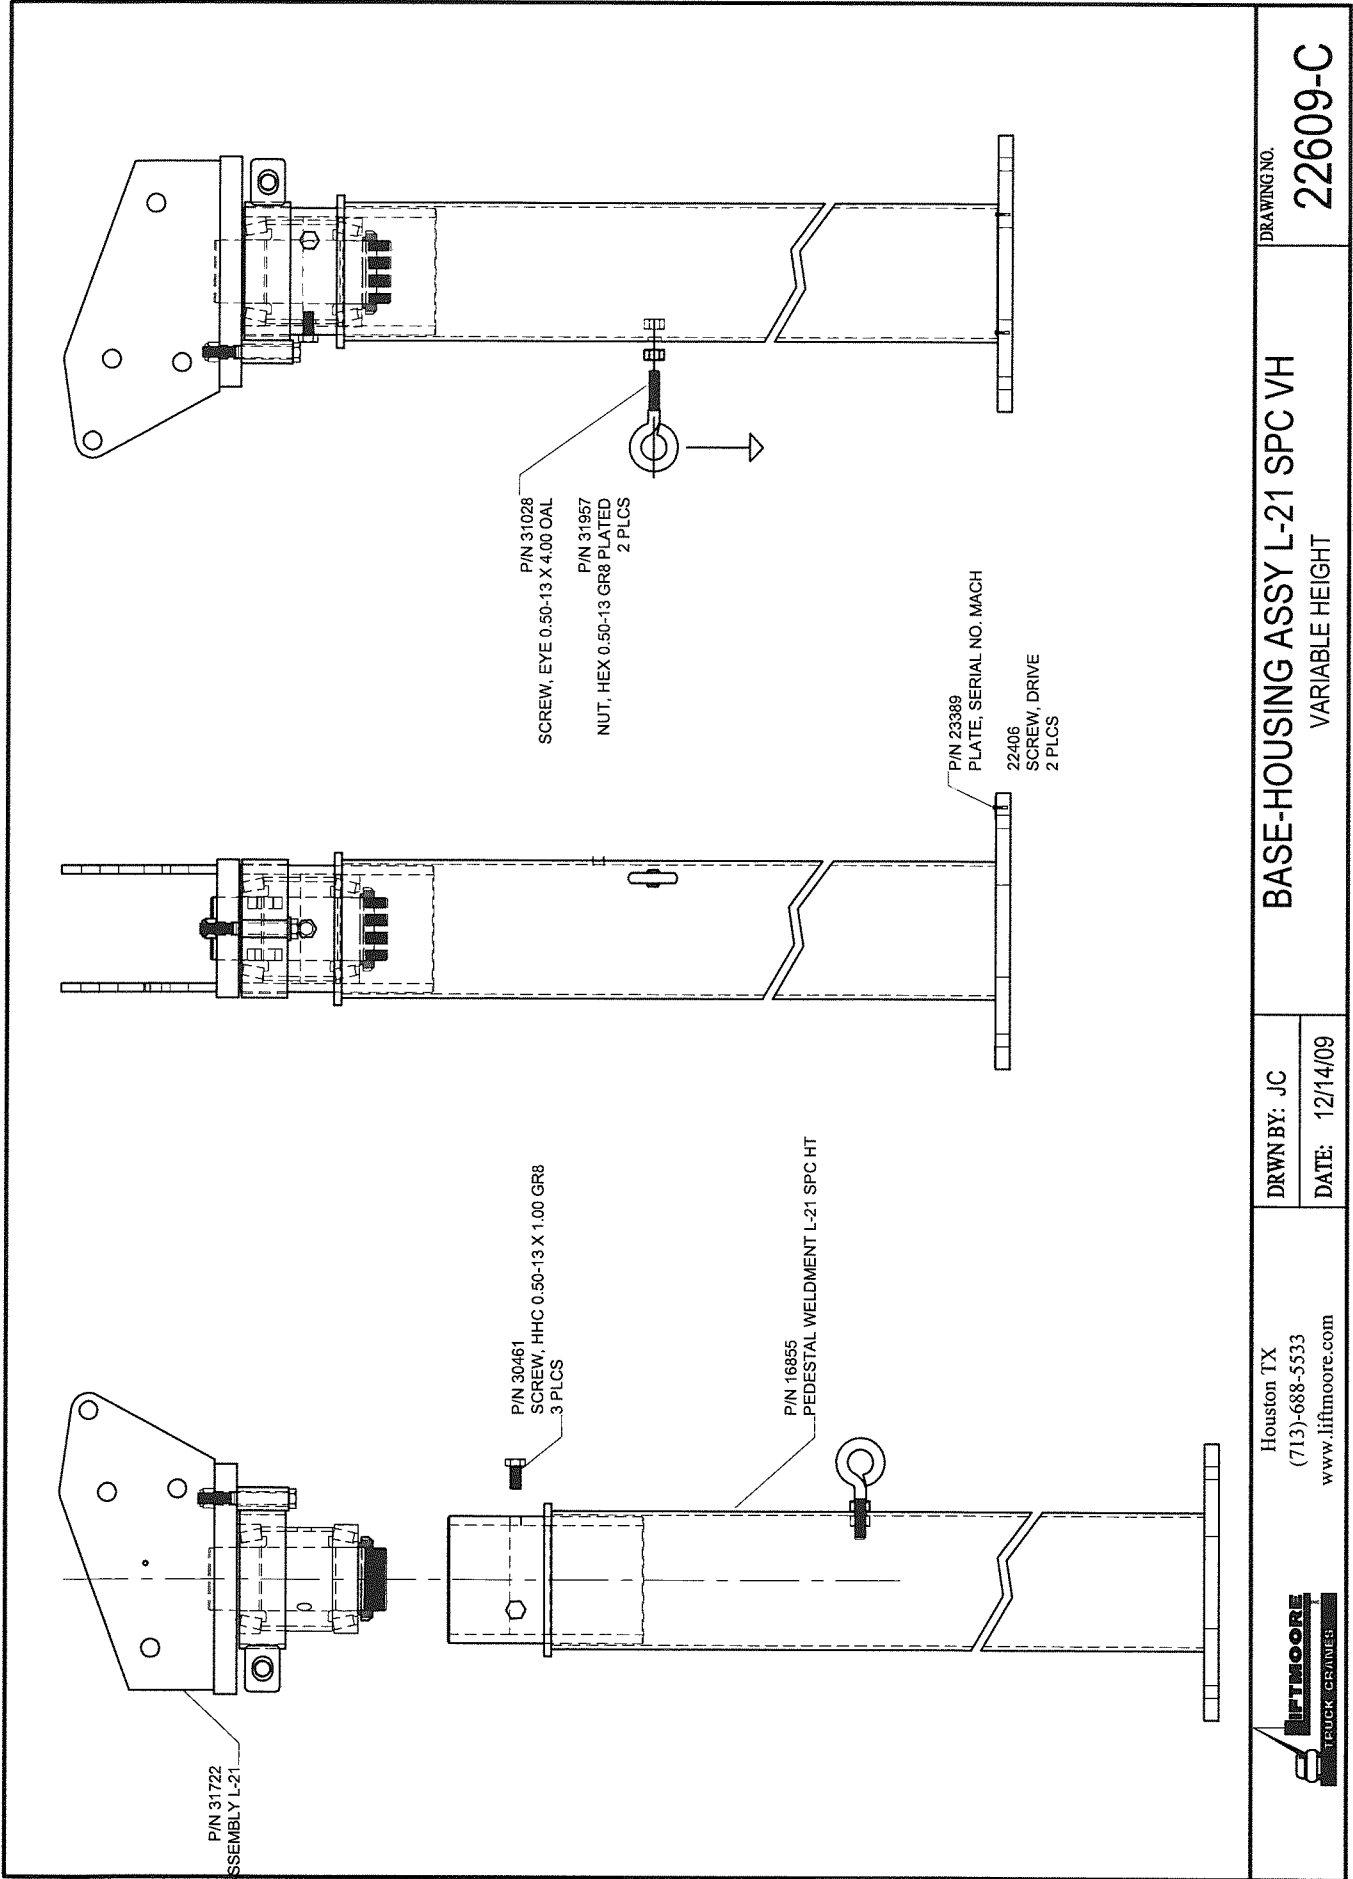 P/N 31722
SSEMBLY L-21
P/N 30461
SCREW, HHC 0.50-13 X 1.00 GR8
3 PLCS
P/N 16855
PEDESTAL WELDMENT L-21 SPC HT
P/N 31028
SCREW, EYE 0.50-13 X 4.00 OAL
P/N 31957
NUT, HEX 0.50-13 GR8 PLATED
2 PLCS
P/N 23389
PLATE, SERIAL NO. MACH
22406
SCREW, DRIVE
2 PLCS
LIFTMOORE
TRUCK CRANES
Houston TX
(713)-688-5533
www.liftmoore.com
DRWN BY: JC
DATE: 12/14/09
BASE-HOUSING ASSY L-21 SPC VH
VARIABLE HEIGHT
DRAWING NO.
22609-C